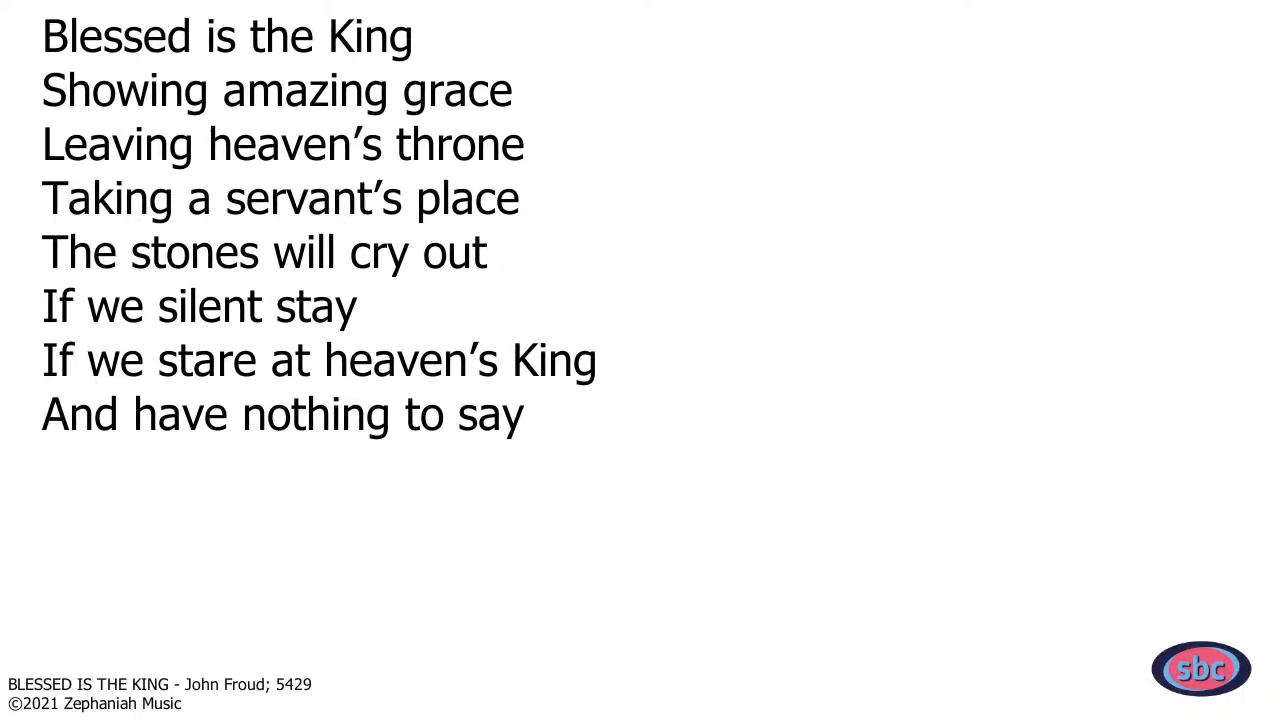 Blessed is the King
Showing amazing grace
Leaving heaven’s throne
Taking a servant’s place
The stones will cry out
If we silent stay
If we stare at heaven’s King
And have nothing to say
BLESSED IS THE KING - John Froud; 5429
©2021 Zephaniah Music
sbc